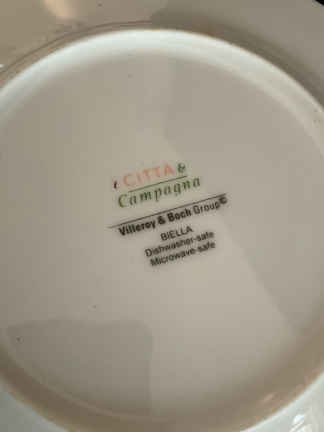 CITTA &
Campagna
Villeroy & Boch Group©
BIELLA
Dishwasher-safe
Microwave-safe